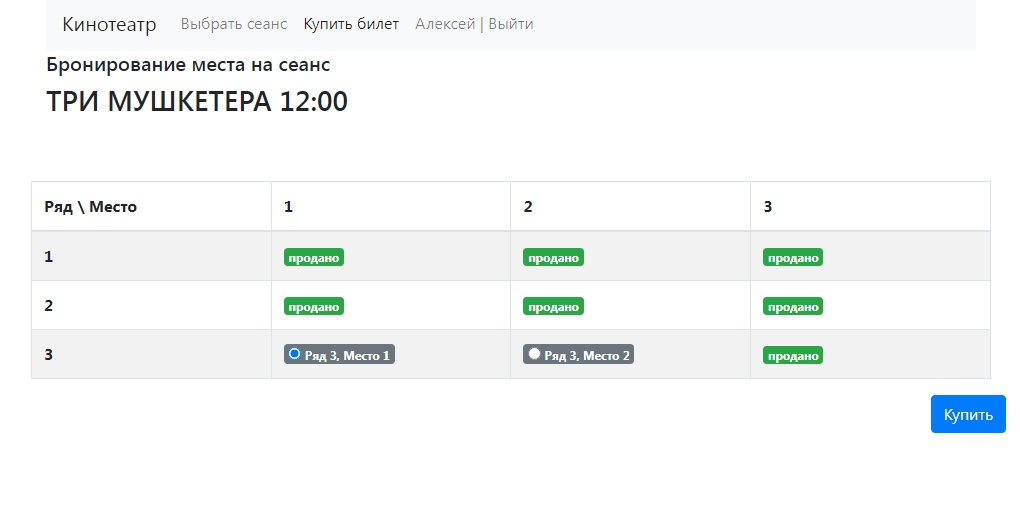 Кинотеатр Выбрать сеанс Купить билет Алексей | Выйти
Бронирование места на сеанс
ТРИ МУШКЕТЕРА 12:00
Ряд \ Место 1 2 3
1 продано продано продано
2 продано продано продано
3 Ряд 3, Место 1 Ряд 3, Место 2 продано
Купить